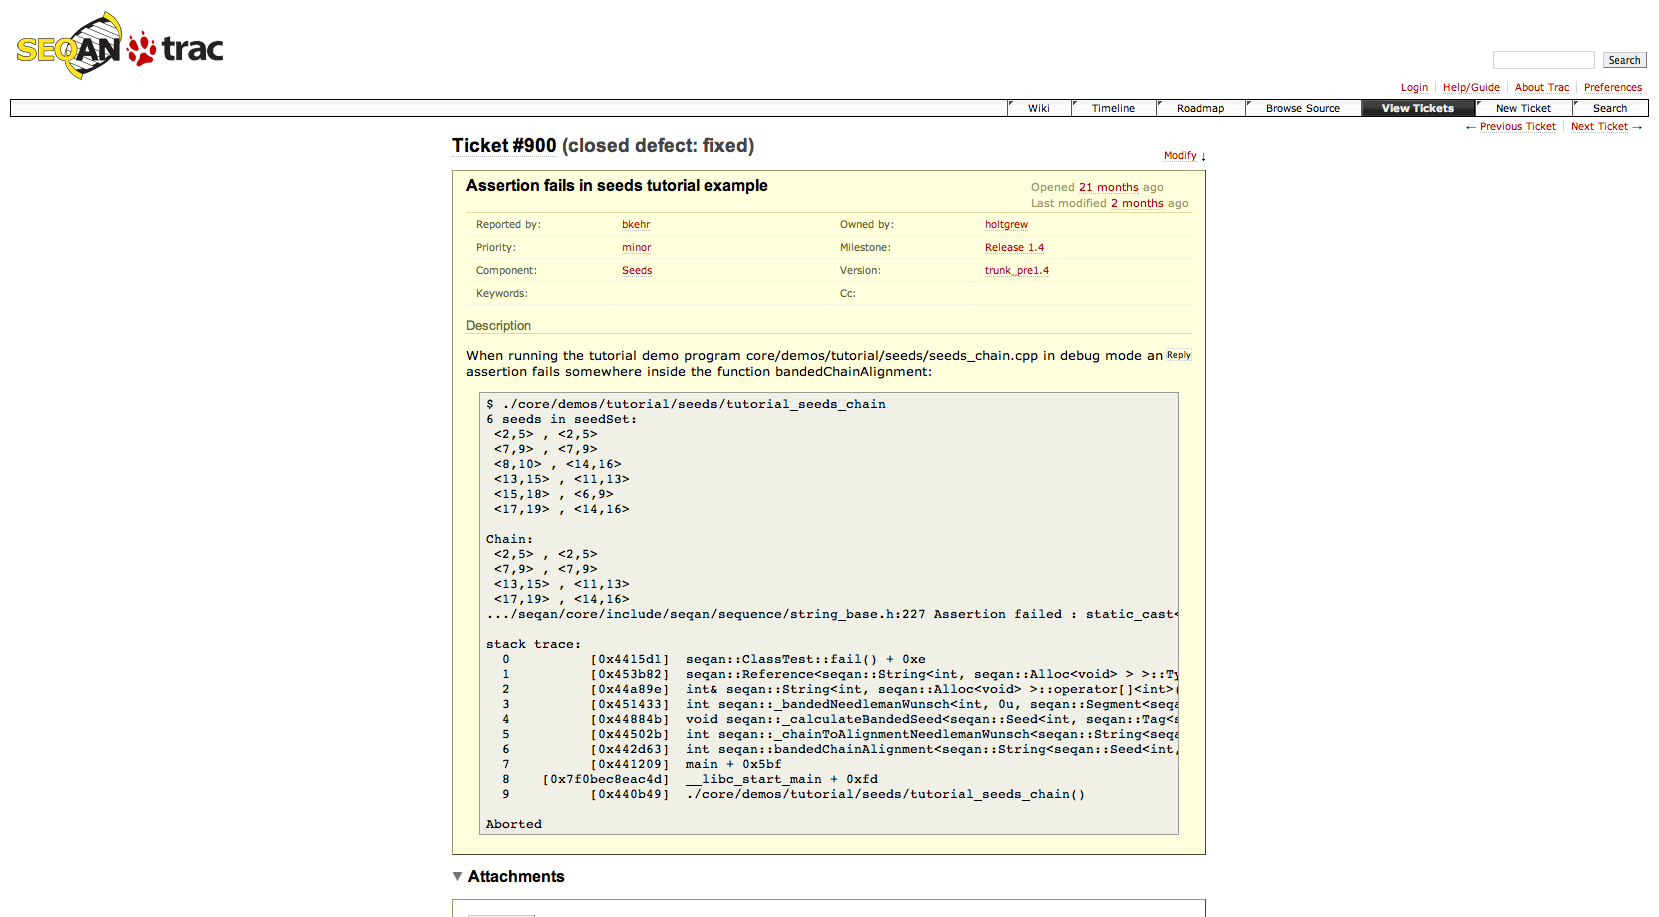 SEQAN trac
Search
Login Help/Guide About Trac Preferences
Wiki Timeline Roadmap Browse Source View Tickets New Ticket Search
← Previous Ticket Next Ticket →
Ticket #900 (closed defect: fixed)
Modify ↓
Assertion fails in seeds tutorial example
Opened 21 months ago
Last modified 2 months ago
Reported by: bkehr Owned by: holtgrew
Priority: minor Milestone: Release 1.4
Component: Seeds Version: trunk_pre1.4
Keywords: Cc:
Description
When running the tutorial demo program core/demos/tutorial/seeds/seeds_chain.cpp in debug mode an Reply
assertion fails somewhere inside the function bandedChainAlignment:
$ ./core/demos/tutorial/seeds/tutorial_seeds_chain
6 seeds in seedSet:
<2,5> , <2,5>
<7,9> , <7,9>
<8,10> , <14,16>
<13,15> , <11,13>
<15,18> , <6,9>
<17,19> , <14,16>
Chain:
<2,5> , <2,5>
<7,9> , <7,9>
<13,15> , <11,13>
<17,19> , <14,16>
.../seqan/core/include/seqan/sequence/string_base.h:227 Assertion failed : static_cast<
stack trace:
0 [0x4415d1] seqan::ClassTest::fail() + 0xe
1 [0x453b82] seqan::Reference<seqan::String<int, seqan::Alloc<void> > >::Ty
2 [0x44a89e] int& seqan::String<int, seqan::Alloc<void> >::operator[]<int>(
3 [0x451433] int seqan::_bandedNeedlemanWunsch<int, 0u, seqan::Segment<seqa
4 [0x44884b] void seqan::_calculateBandedSeed<seqan::Seed<int, seqan::Tag<s
5 [0x44502b] int seqan::_chainToAlignmentNeedlemanWunsch<seqan::String<seqa
6 [0x442d63] int seqan::bandedChainAlignment<seqan::String<seqan::Seed<int,
7 [0x441209] main + 0x5bf
8 [0x7f0bec8eac4d] __libc_start_main + 0xfd
9 [0x440b49] ./core/demos/tutorial/seeds/tutorial_seeds_chain()
Aborted
▼ Attachments